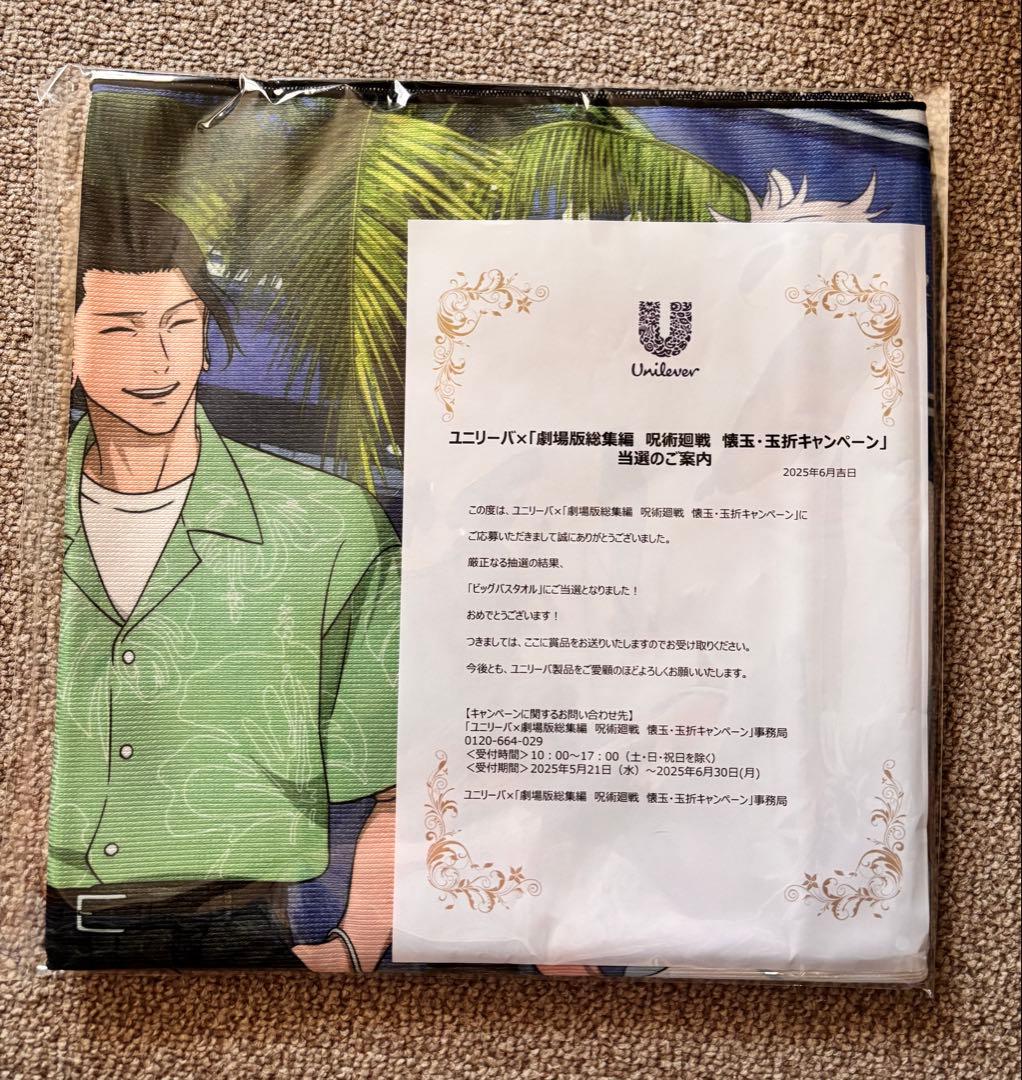 Unilever
ユニリーバ×「劇場版総集編　呪術廻戦　懐玉・玉折キャンペーン」
当選のご案内
2025年6月吉日
この度は、ユニリーバ×「劇場版総集編　呪術廻戦　懐玉・玉折キャンペーン」に
ご応募いただきまして誠にありがとうございました。
厳正なる抽選の結果、
「ビッグバスタオル」にご当選となりました！
おめでとうございます！
つきましては、ここに賞品をお送りいたしますのでお受け取りください。
今後とも、ユニリーバ製品をご愛顧のほどよろしくお願いいたします。
【キャンペーンに関するお問い合わせ先】
「ユニリーバ×劇場版総集編　呪術廻戦　懐玉・玉折キャンペーン」事務局
0120-664-029
＜受付時間＞10：00～17：00（土・日・祝日を除く）
＜受付期間＞2025年5月21日（水）～2025年6月30日(月)
ユニリーバ×「劇場版総集編　呪術廻戦　懐玉・玉折キャンペーン」事務局